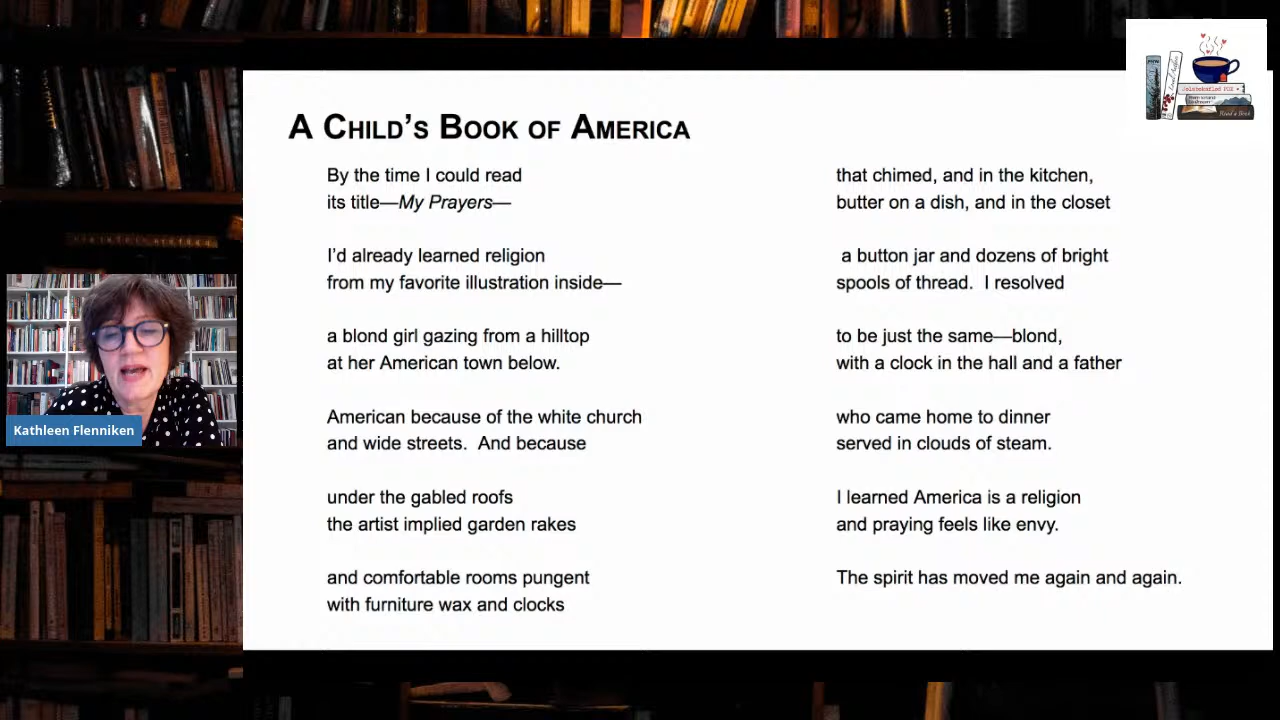 A Child's Book of America
By the time I could read
its title—My Prayers—
I'd already learned religion
from my favorite illustration inside—
a blond girl gazing from a hilltop
at her American town below.
American because of the white church
and wide streets.  And because
under the gabled roofs
the artist implied garden rakes
and comfortable rooms pungent
with furniture wax and clocks
that chimed, and in the kitchen,
butter on a dish, and in the closet
a button jar and dozens of bright
spools of thread.  I resolved
to be just the same—blond,
with a clock in the hall and a father
who came home to dinner
served in clouds of steam.
I learned America is a religion
and praying feels like envy.
The spirit has moved me again and again.
Kathleen Flenniken
Read a Book